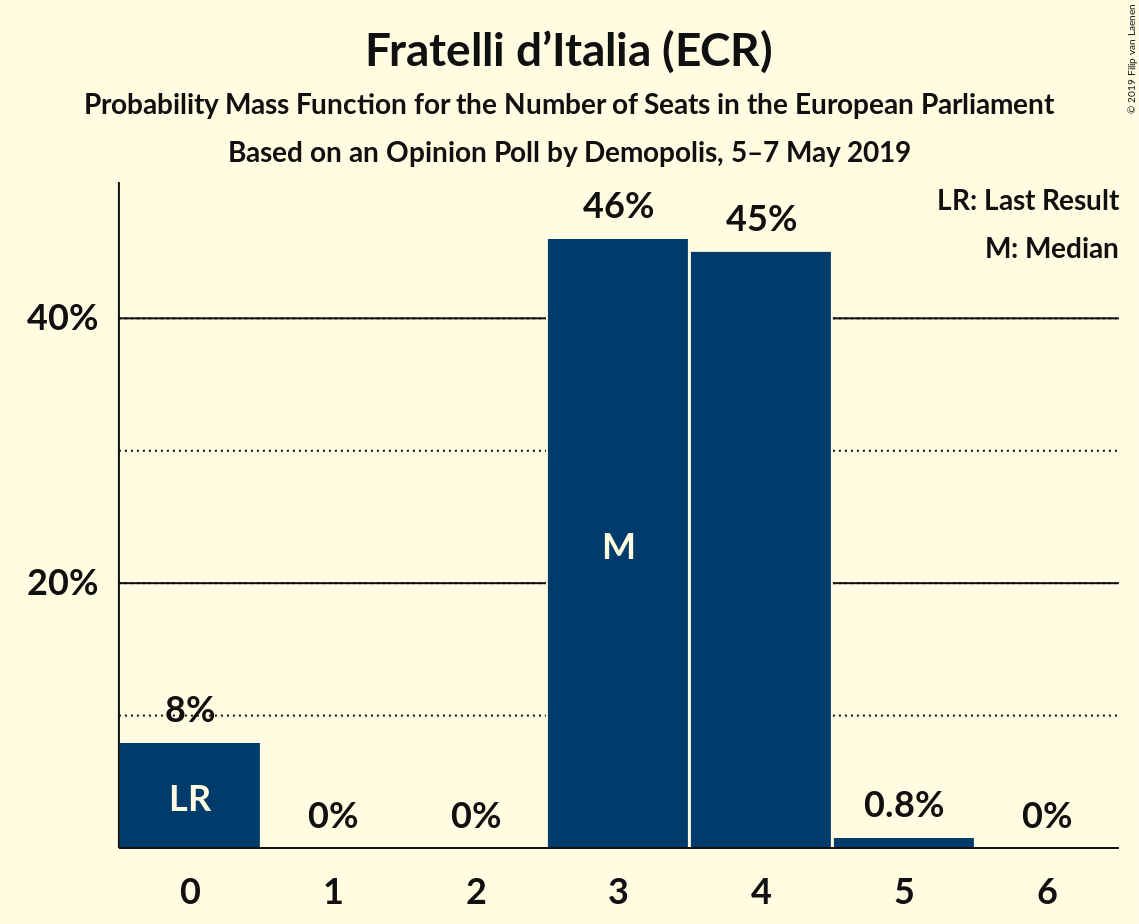 Fratelli d’Italia (ECR)
Probability Mass Function for the Number of Seats in the European Parliament
Based on an Opinion Poll by Demopolis, 5–7 May 2019
© 2019 Filip van Laenen
LR: Last Result
M: Median
46%
45%
40%
M
20%
8%
LR
0%
0%
0.8%
0%
0 1 2 3 4 5 6